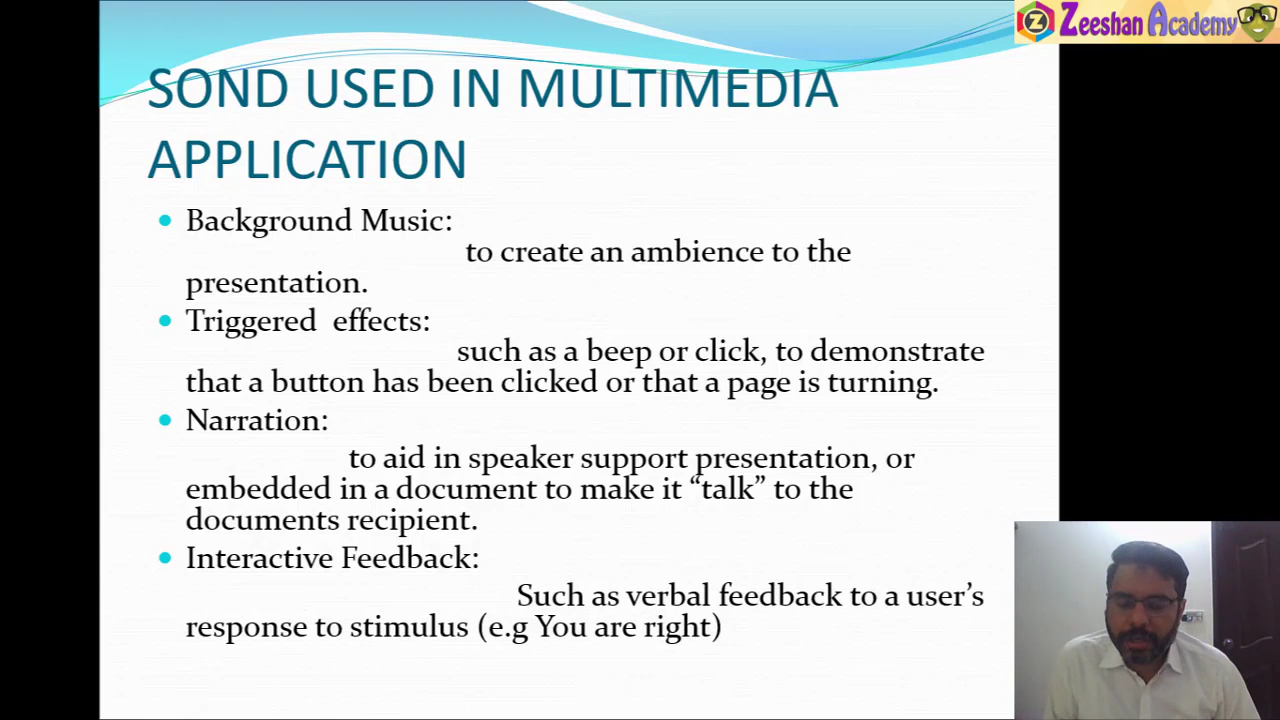 Zeeshan Academy
SOND USED IN MULTIMEDIA
APPLICATION
• Background Music:
to create an ambience to the
presentation.
• Triggered effects:
such as a beep or click, to demonstrate
that a button has been clicked or that a page is turning.
• Narration:
to aid in speaker support presentation, or
embedded in a document to make it “talk” to the
documents recipient.
• Interactive Feedback:
Such as verbal feedback to a user’s
response to stimulus (e.g You are right)